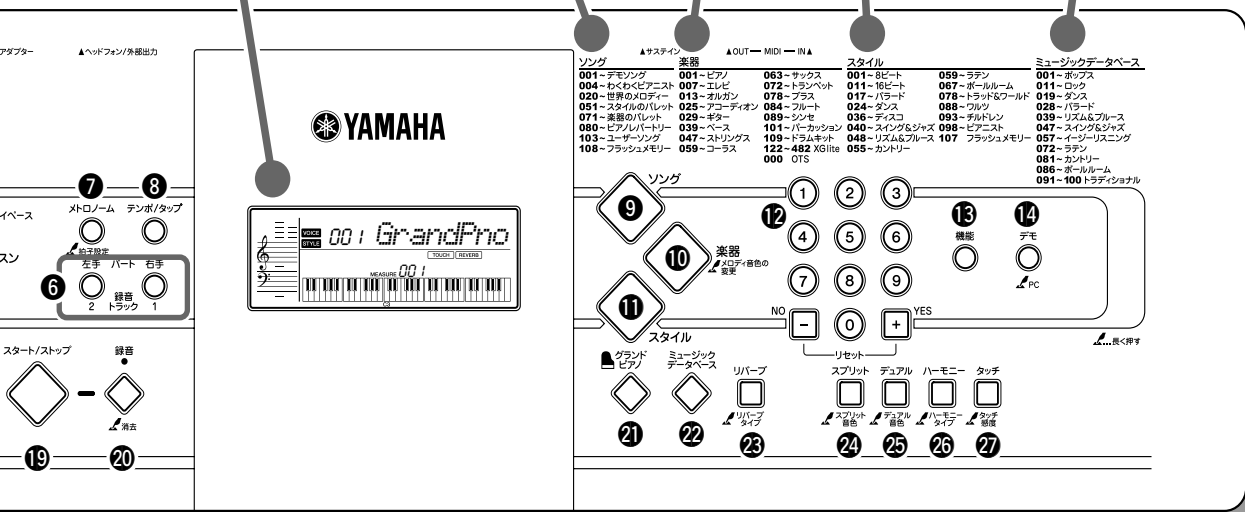 アダプター
▲ヘッドフォン/外部出力
▲サステイン
▲OUT — MIDI — IN▲
ソング
001~デモソング
004~わくわくピアニスト
020~世界のメロディー
051~スタイルのパレット
071~楽器のパレット
080~ピアノレパートリー
103~ユーザーソング
108~フラッシュメモリー
楽器
001~ピアノ
007~エレピ
013~オルガン
025~アコーディオン
029~ギター
039~ベース
047~ストリングス
059~コーラス
063~サックス
072~トランペット
078~ブラス
084~フルート
089~シンセ
101~パーカッション
109~ドラムキット
122~482 XGlite
000 OTS
スタイル
001~8ビート
011~16ビート
017~バラード
024~ダンス
036~ディスコ
040~スイング&ジャズ
048~リズム&ブルース
055~カントリー
059~ラテン
067~ボールルーム
078~トラッド&ワールド
088~ワルツ
093~チルドレン
098~ピアニスト
107 フラッシュメモリー
ミュージックデータベース
001~ポップス
011~ロック
019~ダンス
028~バラード
039~リズム&ブルース
047~スイング&ジャズ
057~イージーリスニング
072~ラテン
081~カントリー
086~ボールルーム
091~100 トラディショナル
YAMAHA
7
8
メトロノーム
テンポ/タップ
拍子設定
イベース
スン
6
左手 パート 右手
録音
2 トラック 1
VOICE
STYLE
001 GrandPno
TOUCH REVERB
MEASURE 001
C3
ソング
9
10
楽器
メロディ音色の
変更
11
スタイル
12
1 2 3
4 5 6
7 8 9
NO - 0 + YES
リセット
13
機能
14
デモ
PC
...長く押す
スタート/ストップ
録音
消去
19
20
グランド
ピアノ
ミュージック
データベース
リバーブ
リバーブ
タイプ
スプリット
スプリット
音色
デュアル
デュアル
音色
ハーモニー
ハーモニー
タイプ
タッチ
タッチ
感度
21
22
23
24
25
26
27